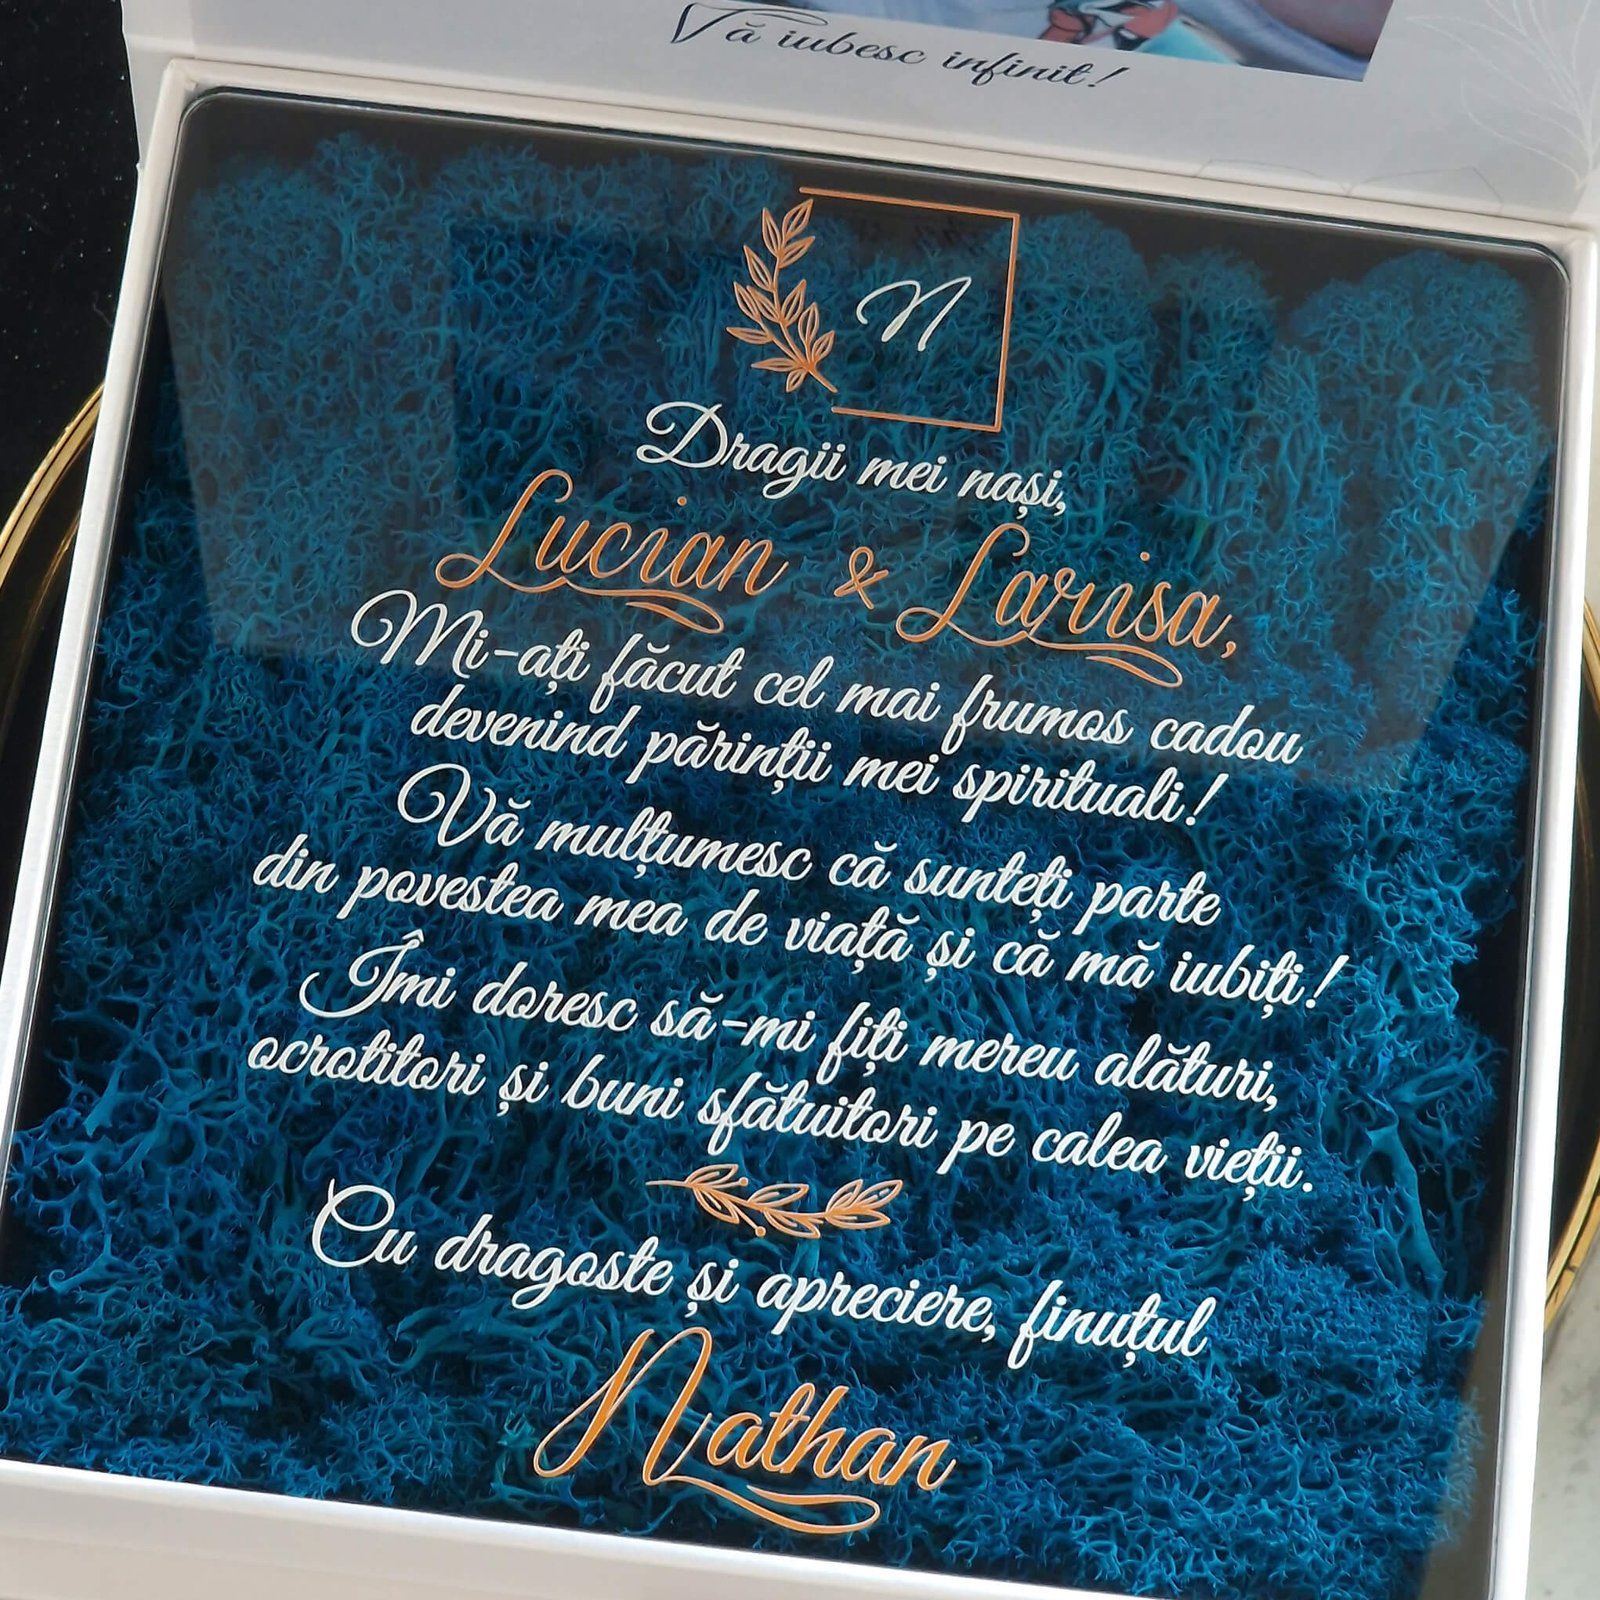 Vă iubesc infinit!
N
Dragii mei nași,
Lucian & Larisa,
Mi-ați făcut cel mai frumos cadou
devenind părinții mei spirituali!
Vă mulțumesc că sunteți parte
din povestea mea de viață și că mă iubiți!
Îmi doresc să-mi fiți mereu alături,
ocrotitori și buni sfătuitori pe calea vieții.
Cu dragoste și apreciere, finuțul
Nathan